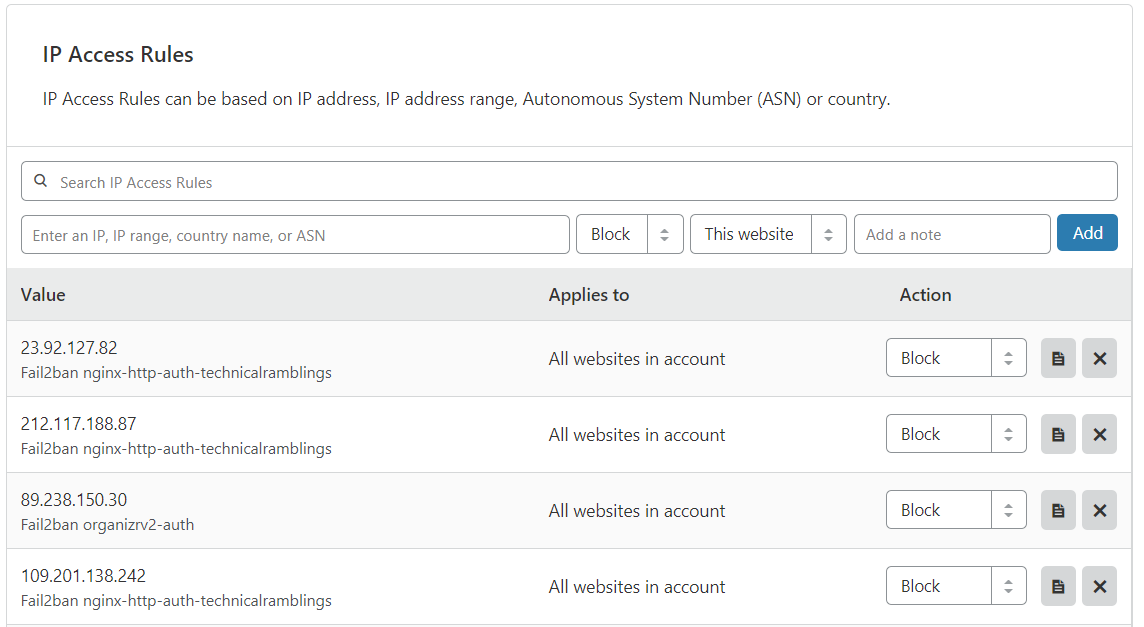 IP Access Rules
IP Access Rules can be based on IP address, IP address range, Autonomous System Number (ASN) or country.
Search IP Access Rules
Enter an IP, IP range, country name, or ASN Block This website Add a note Add
Value Applies to Action
23.92.127.82
Fail2ban nginx-http-auth-technicalramblings
All websites in account Block
212.117.188.87
Fail2ban nginx-http-auth-technicalramblings
All websites in account Block
89.238.150.30
Fail2ban organizrv2-auth
All websites in account Block
109.201.138.242
Fail2ban nginx-http-auth-technicalramblings
All websites in account Block